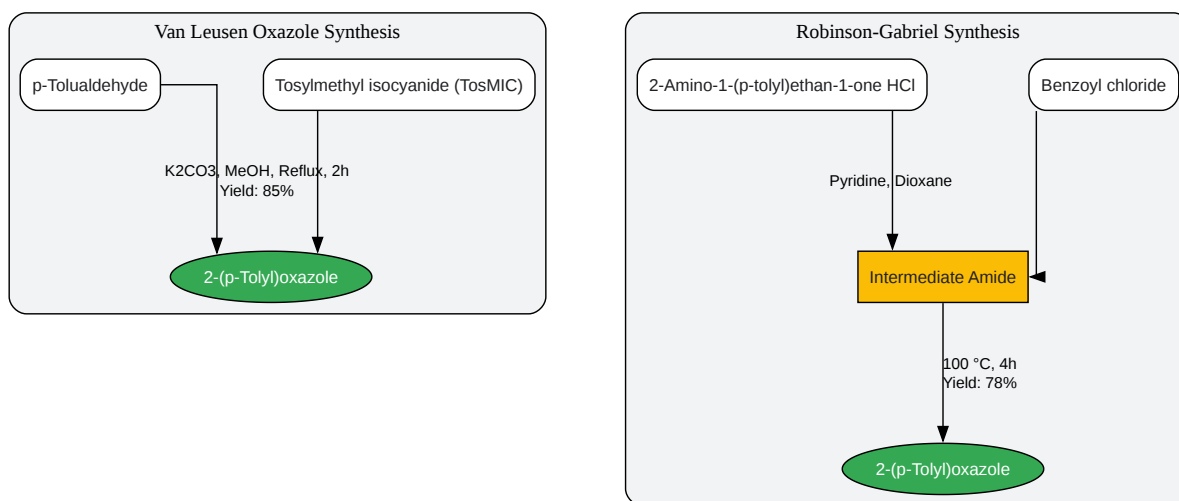 Van Leusen Oxazole Synthesis
p-Tolualdehyde
Tosylmethyl isocyanide (TosMIC)
K2CO3, MeOH, Reflux, 2h
Yield: 85%
2-(p-Tolyl)oxazole
Robinson-Gabriel Synthesis
2-Amino-1-(p-tolyl)ethan-1-one HCl
Benzoyl chloride
Pyridine, Dioxane
Intermediate Amide
100 °C, 4h
Yield: 78%
2-(p-Tolyl)oxazole